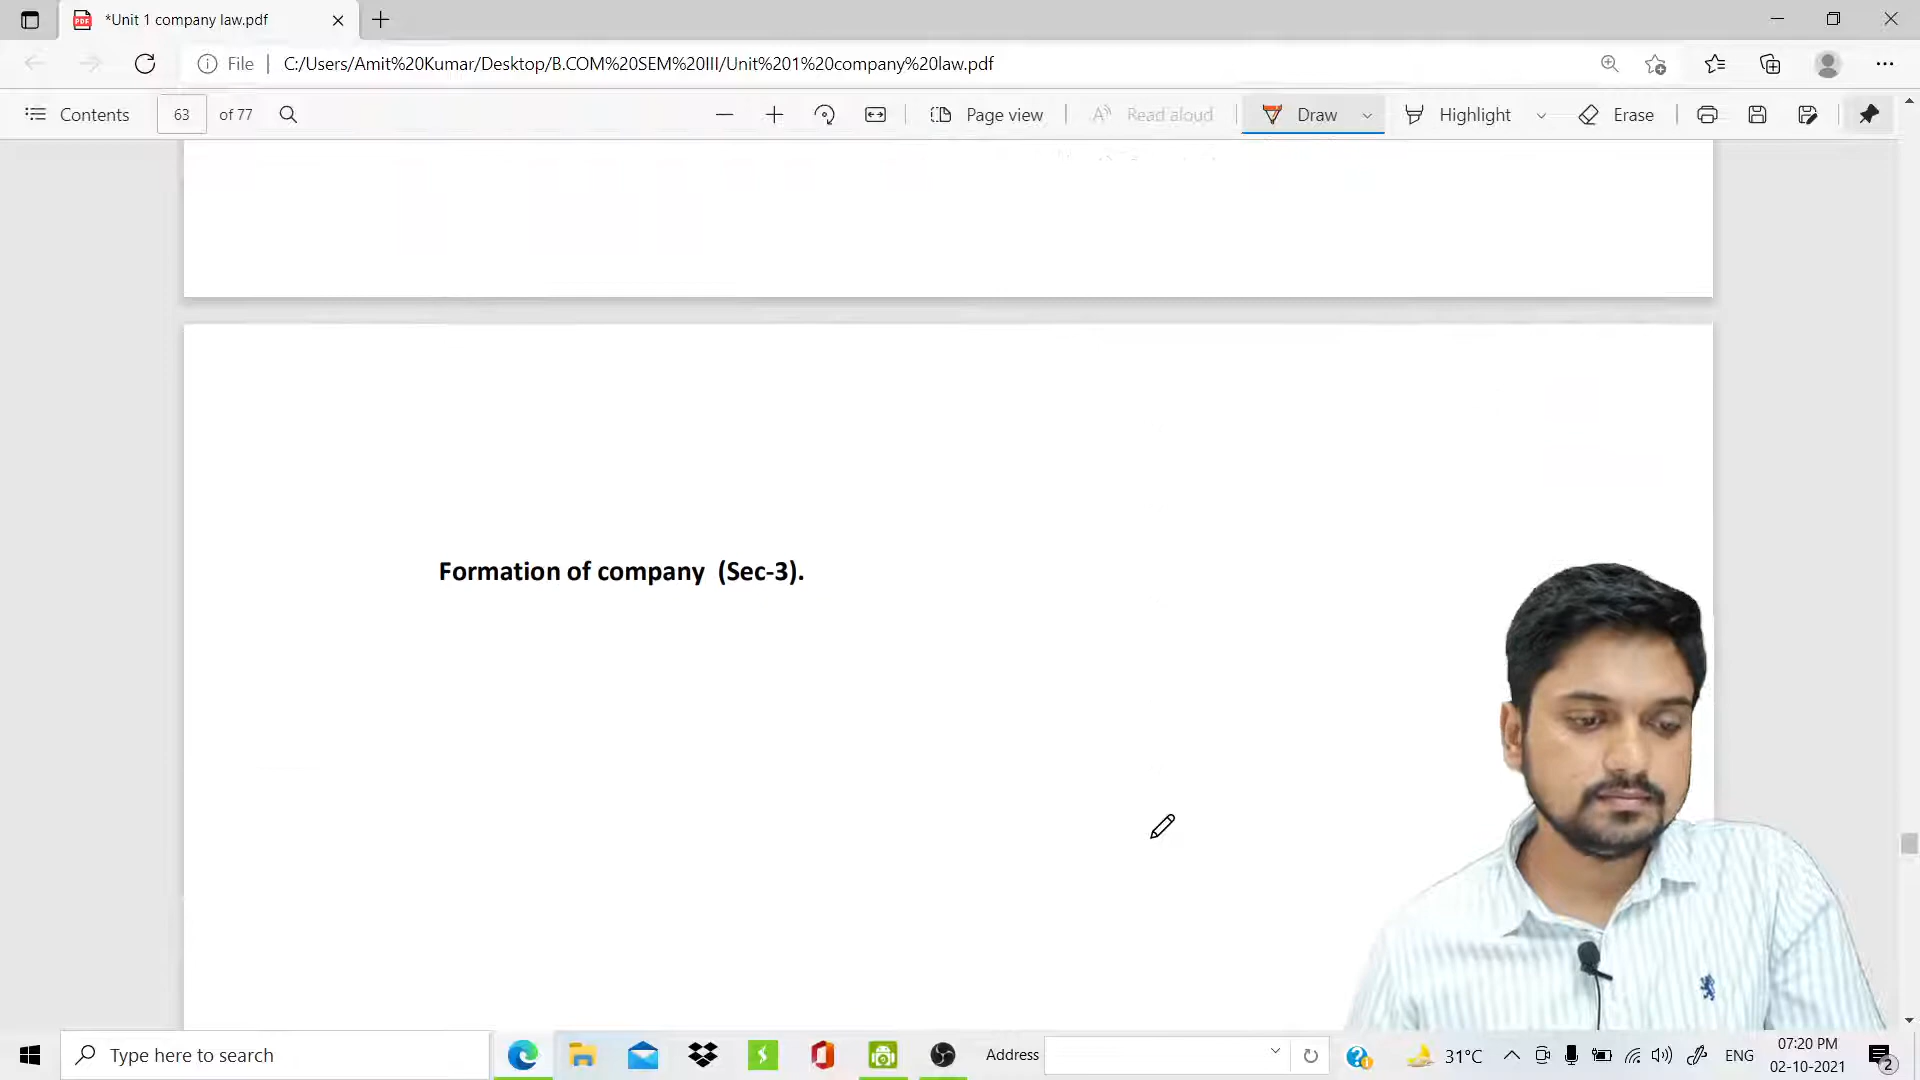 *Unit 1 company law.pdf
File
C:/Users/Amit%20Kumar/Desktop/B.COM%20SEM%20III/Unit%201%20company%20law.pdf
Contents
63
of 77
Page view
Read aloud
Draw
Highlight
Erase
Formation of company (Sec-3).
Type here to search
Address
31°C
ENG
07:20 PM
02-10-2021
2